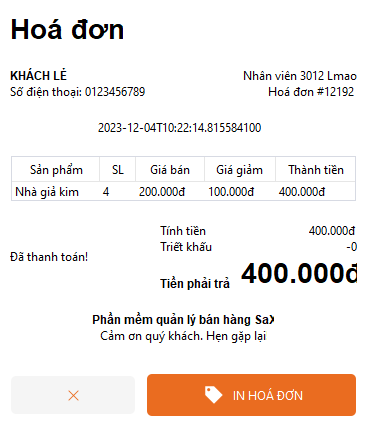 Hoá đơn
KHÁCH LẺ
Nhân viên 3012 Lmao
Số điện thoại: 0123456789
Hoá đơn #12192
2023-12-04T10:22:14.815584100
Sản phẩm SL Giá bán Giá giảm Thành tiền
Nhà giả kim 4 200.000đ 100.000đ 400.000đ
Tính tiền 400.000đ
Triết khấu -0
Đã thanh toán!
Tiền phải trả 400.000đ
Phần mềm quản lý bán hàng SaX
Cảm ơn quý khách. Hẹn gặp lại
IN HOÁ ĐƠN